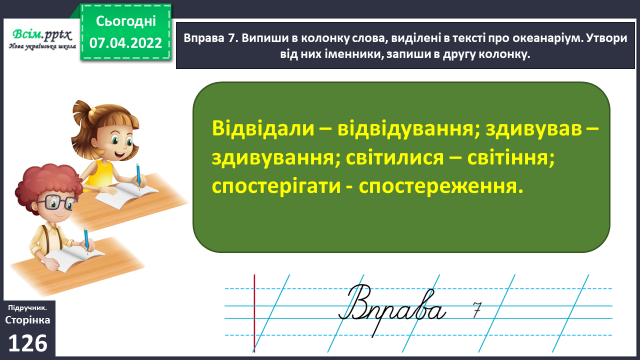 Всім.pptx
Нова українська школа
Сьогодні
07.04.2022
Вправа 7. Випиши в колонку слова, виділені в тексті про океанаріум. Утвори
від них іменники, запиши в другу колонку.
Відвідали – відвідування; здивував –
здивування; світилися – світіння;
спостерігати - спостереження.
Вправа 7
Підручник.
Сторінка
126